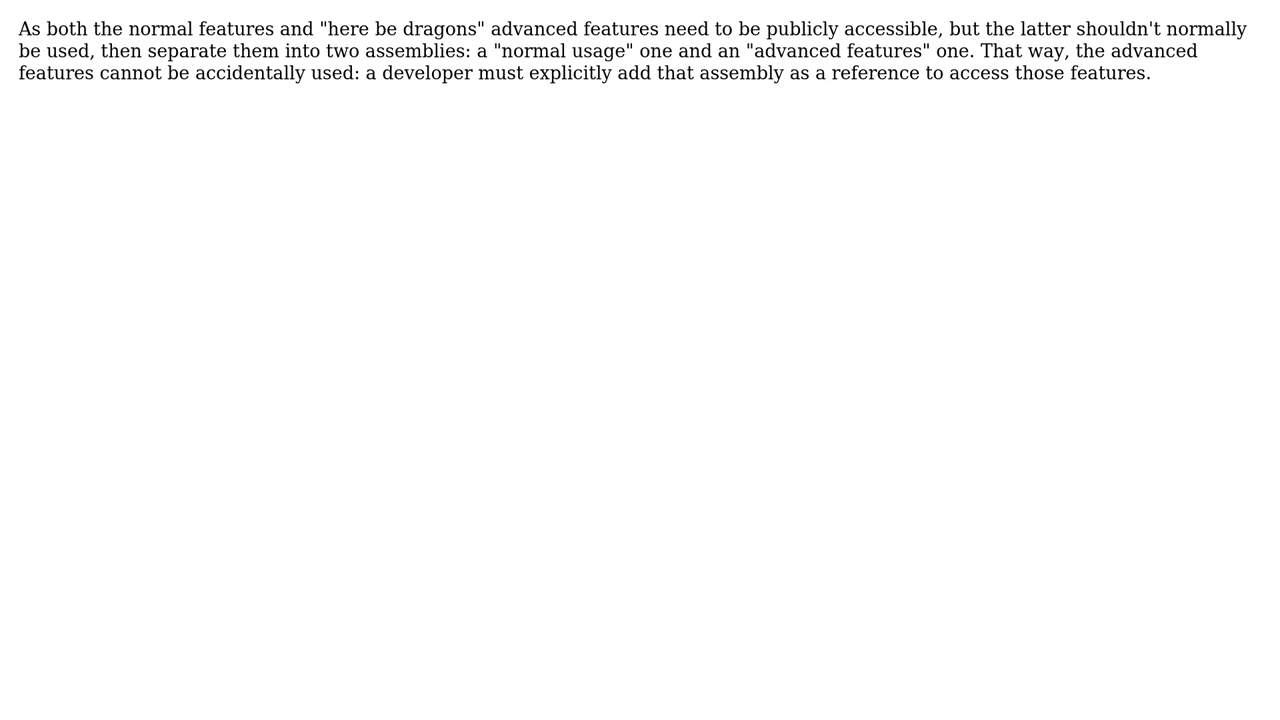 As both the normal features and "here be dragons" advanced features need to be publicly accessible, but the latter shouldn't normally
be used, then separate them into two assemblies: a "normal usage" one and an "advanced features" one. That way, the advanced
features cannot be accidentally used: a developer must explicitly add that assembly as a reference to access those features.